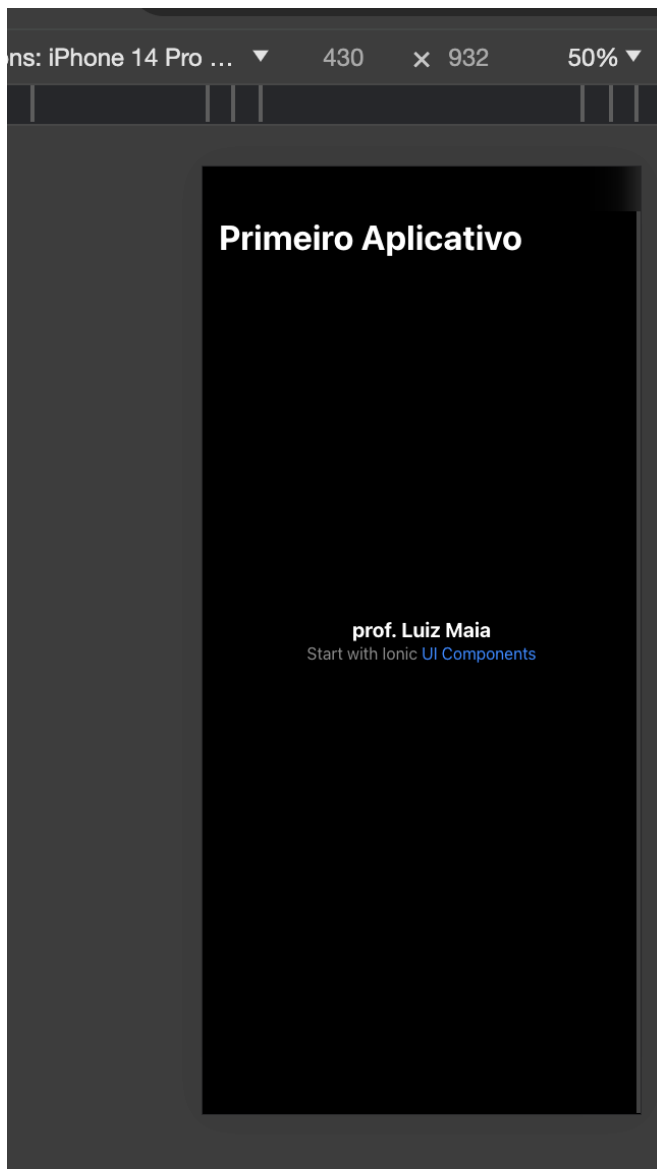 ns: iPhone 14 Pro ... ▼ 430 × 932 50% ▼
Primeiro Aplicativo
prof. Luiz Maia
Start with Ionic UI Components